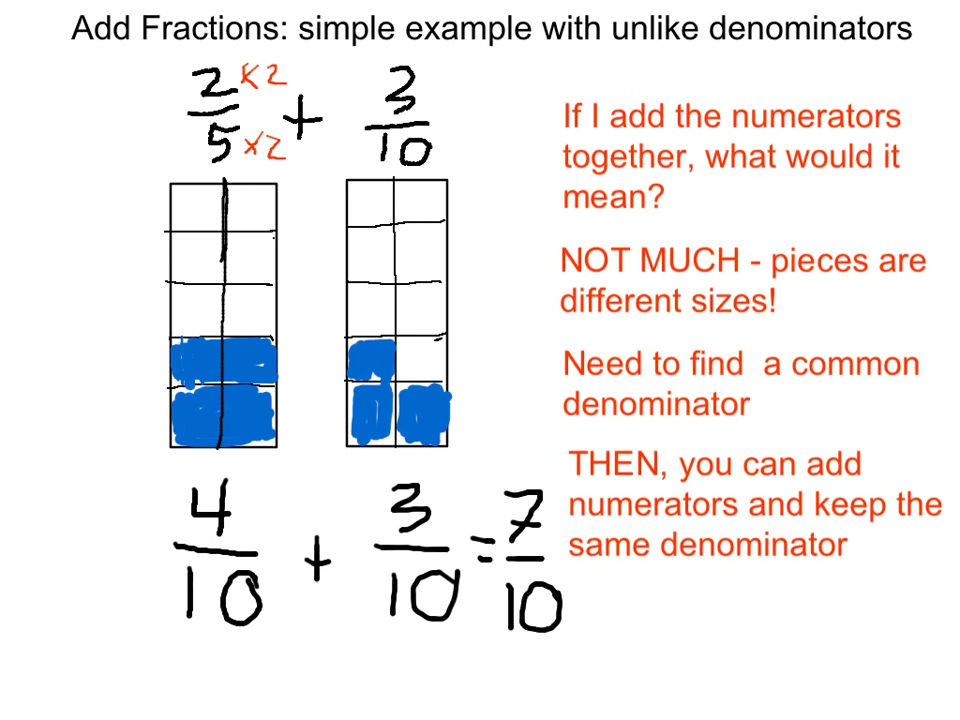 Add Fractions: simple example with unlike denominators
2 x2 + 3
5 x2 10
If I add the numerators
together, what would it
mean?
NOT MUCH - pieces are
different sizes!
Need to find a common
denominator
THEN, you can add
numerators and keep the
same denominator
4 + 3 = 7
10 10 10